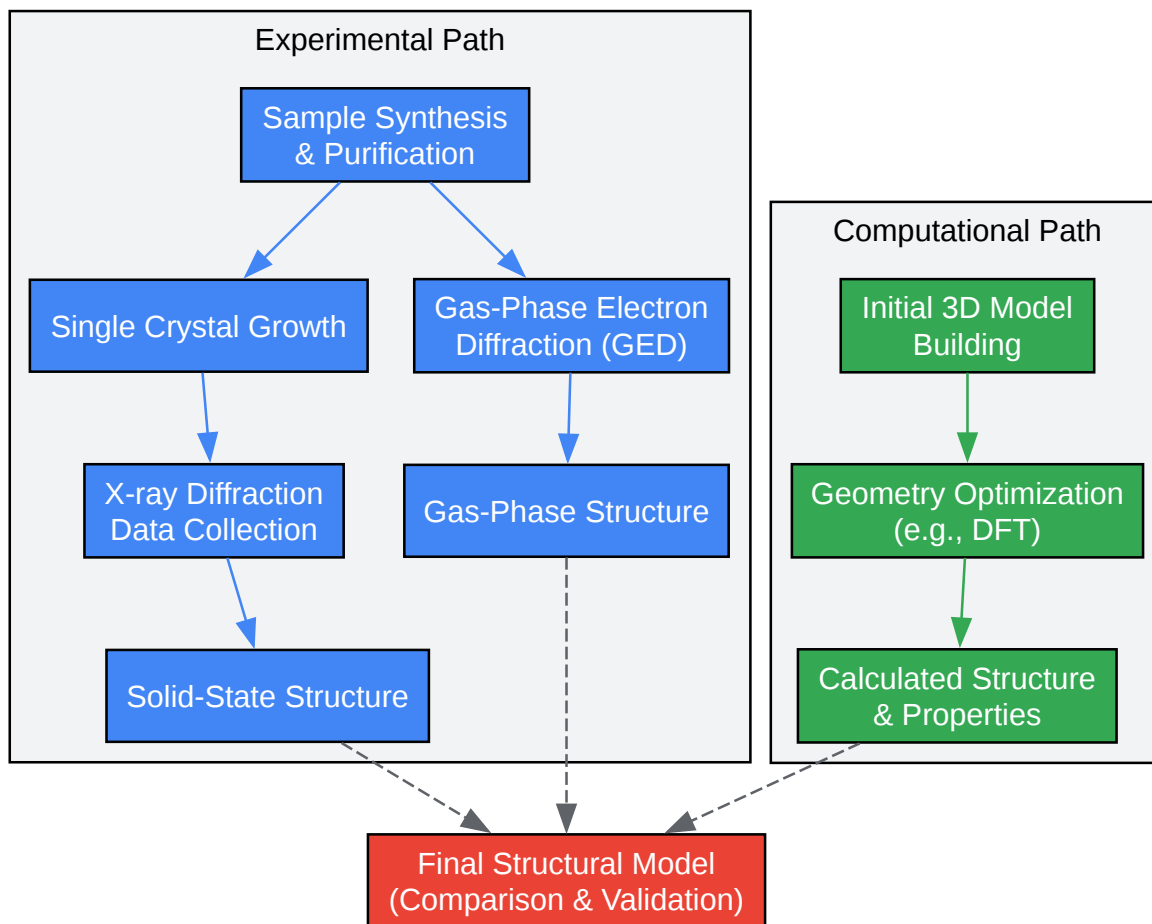 Experimental Path
Sample Synthesis
& Purification
Single Crystal Growth
Gas-Phase Electron
Diffraction (GED)
X-ray Diffraction
Data Collection
Gas-Phase Structure
Solid-State Structure
Computational Path
Initial 3D Model
Building
Geometry Optimization
(e.g., DFT)
Calculated Structure
& Properties
Final Structural Model
(Comparison & Validation)